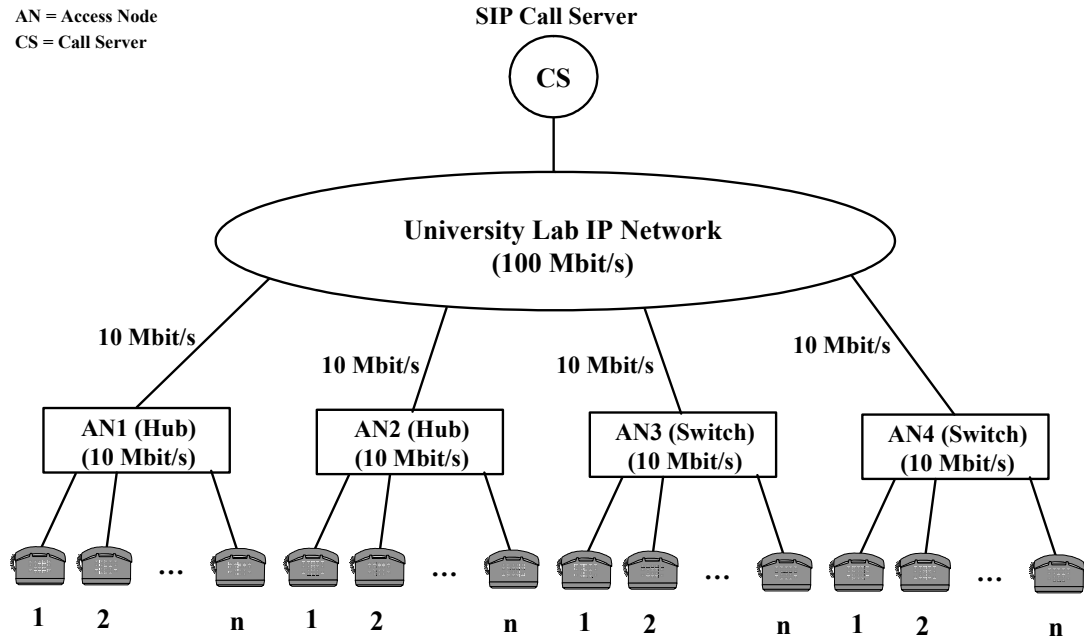 AN = Access Node
CS = Call Server
SIP Call Server
CS
University Lab IP Network
(100 Mbit/s)
10 Mbit/s
10 Mbit/s
10 Mbit/s
10 Mbit/s
AN1 (Hub)
(10 Mbit/s)
AN2 (Hub)
(10 Mbit/s)
AN3 (Switch)
(10 Mbit/s)
AN4 (Switch)
(10 Mbit/s)
... ... ... ...
1 2 n 1 2 n 1 2 n 1 2 n